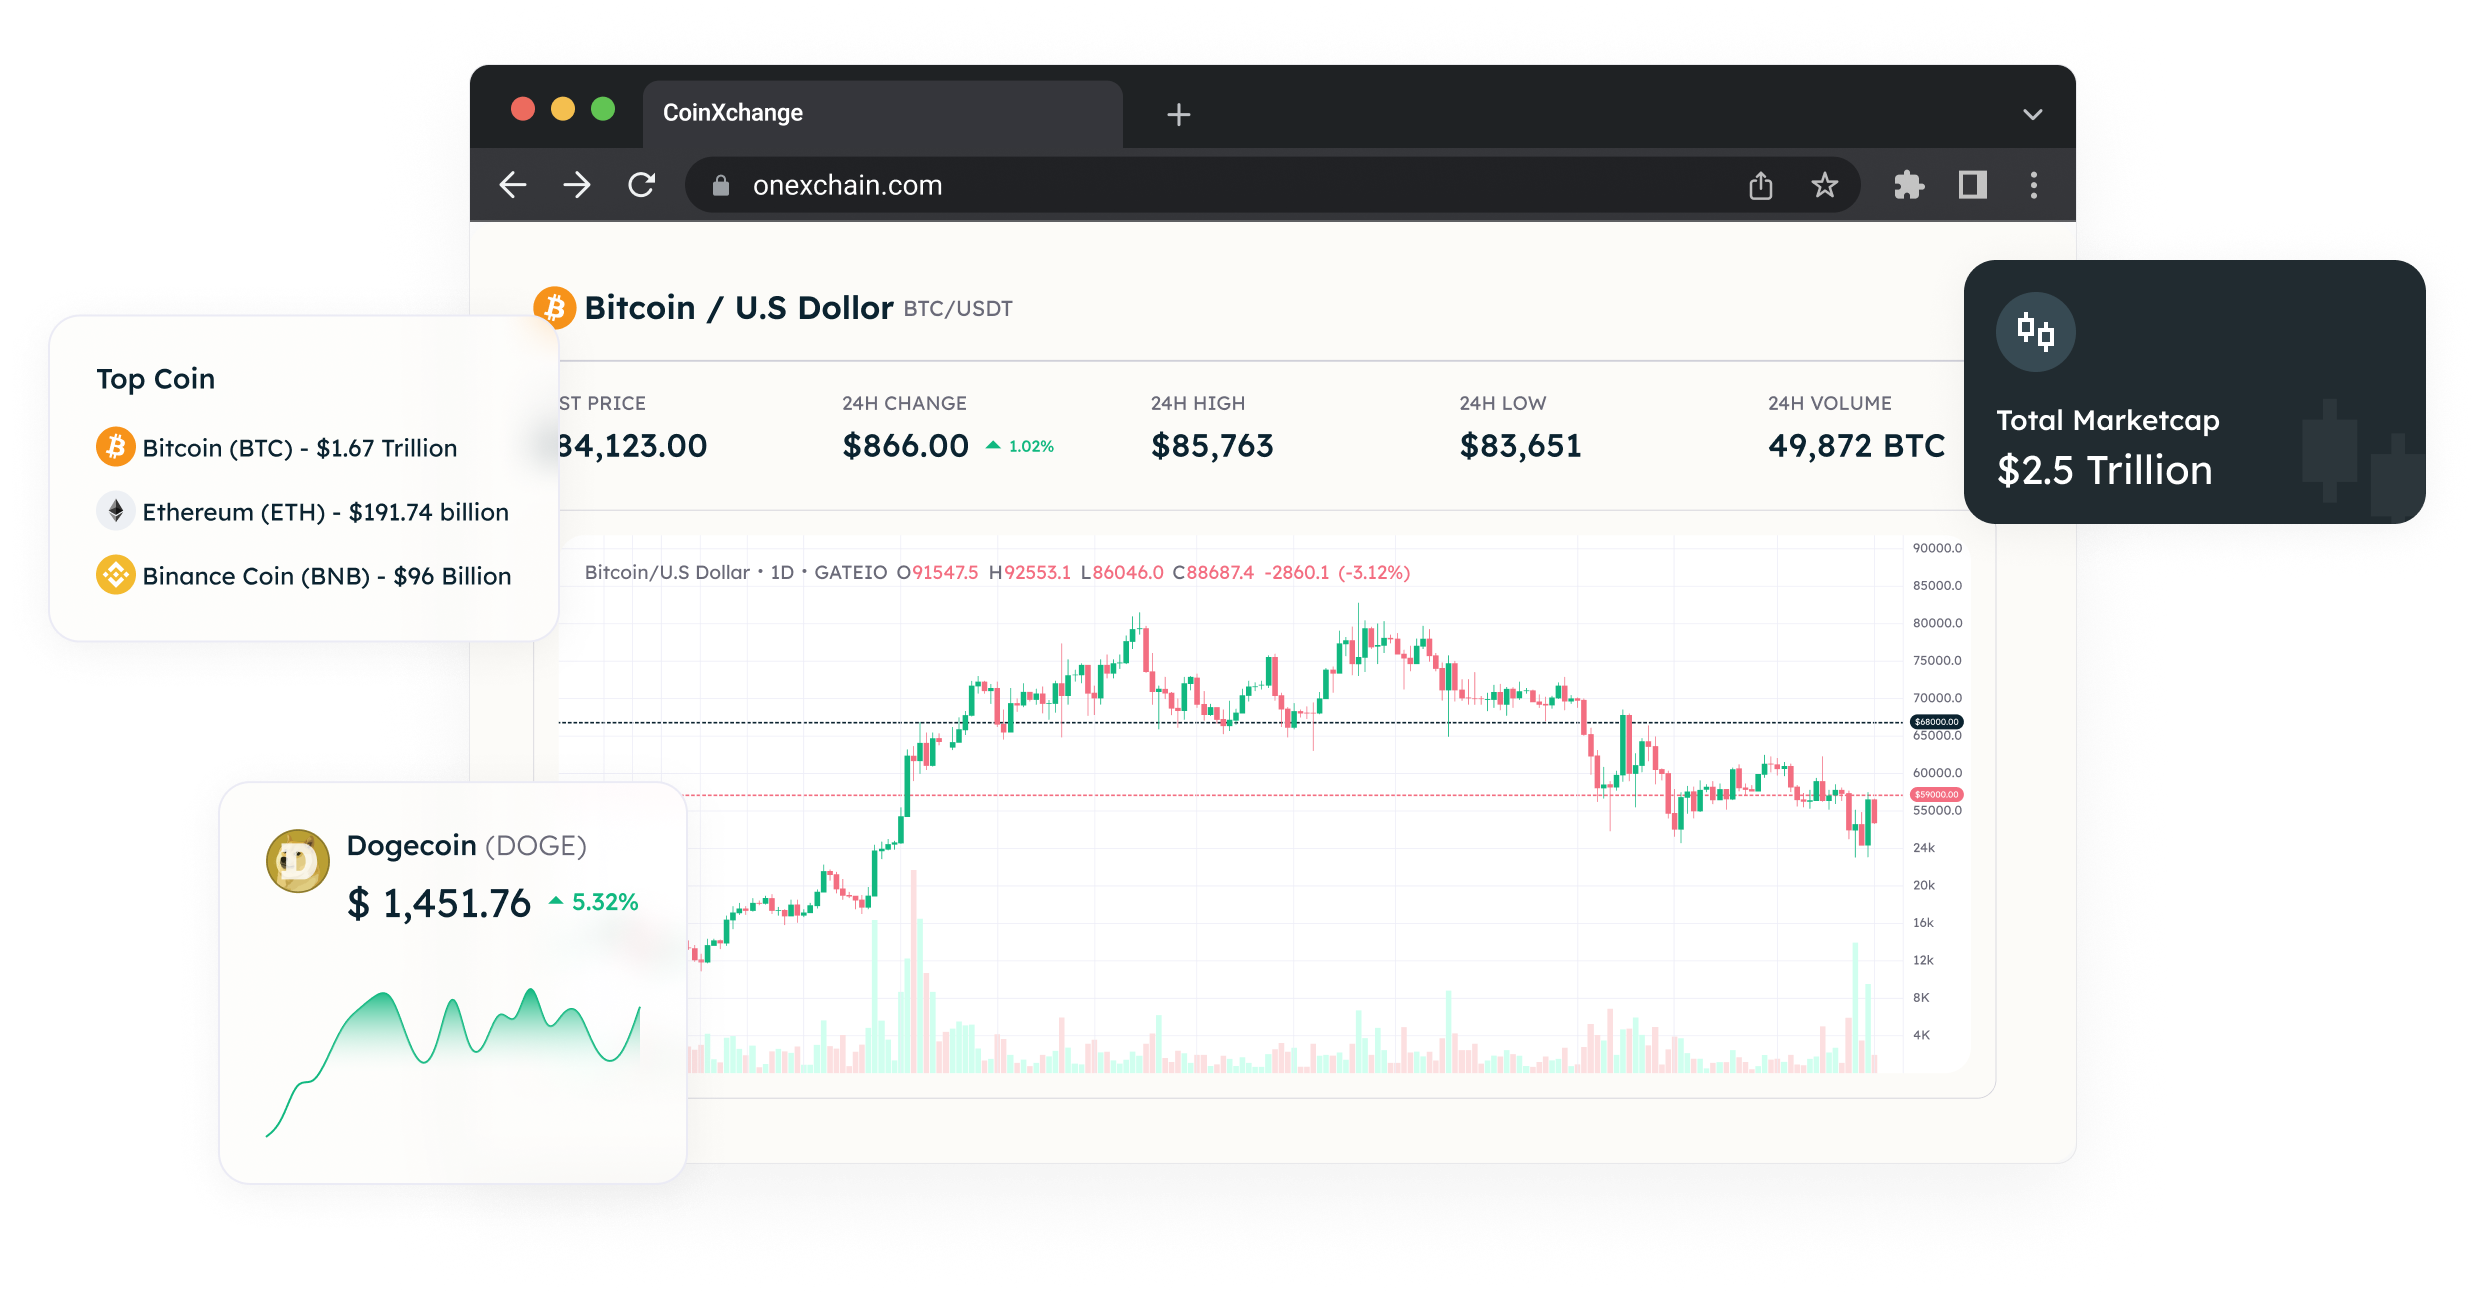 CoinXchange
onexchain.com
Bitcoin / U.S Dollor BTC/USDT
Top Coin
Bitcoin (BTC) - $1.67 Trillion
Ethereum (ETH) - $191.74 billion
Binance Coin (BNB) - $96 Billion
ST PRICE
84,123.00
24H CHANGE
$866.00 1.02%
24H HIGH
$85,763
24H LOW
$83,651
24H VOLUME
49,872 BTC
Total Marketcap
$2.5 Trillion
Bitcoin/U.S Dollar • 1D • GATEIO O91547.5 H92553.1 L86046.0 C88687.4 -2860.1 (-3.12%)
90000.0
85000.0
80000.0
75000.0
70000.0
$68000.00
65000.0
60000.0
$59000.00
55000.0
24k
20k
16k
12k
8K
4K
Dogecoin (DOGE)
$ 1,451.76 5.32%